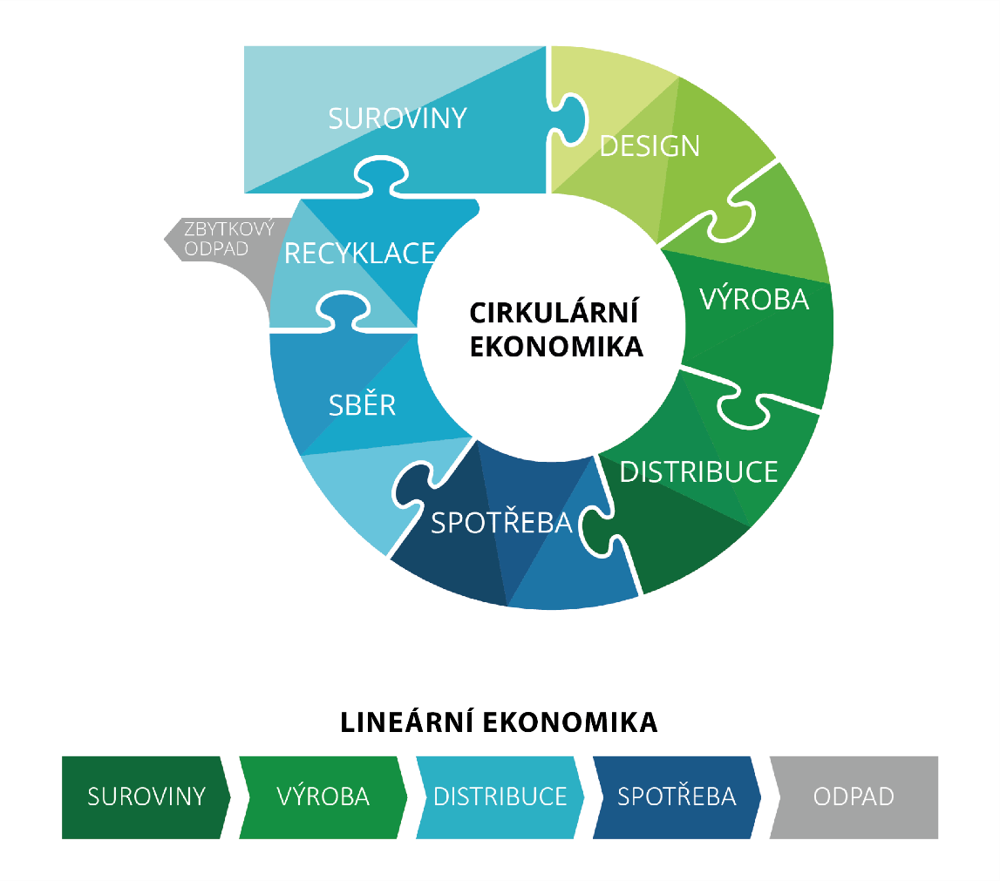 SUROVINY
DESIGN
ZBYTKOVÝ
ODPAD
RECYKLACE
VÝROBA
CIRKULÁRNÍ
EKONOMIKA
SBĚR
DISTRIBUCE
SPOTŘEBA
LINEÁRNÍ EKONOMIKA
SUROVINY
VÝROBA
DISTRIBUCE
SPOTŘEBA
ODPAD